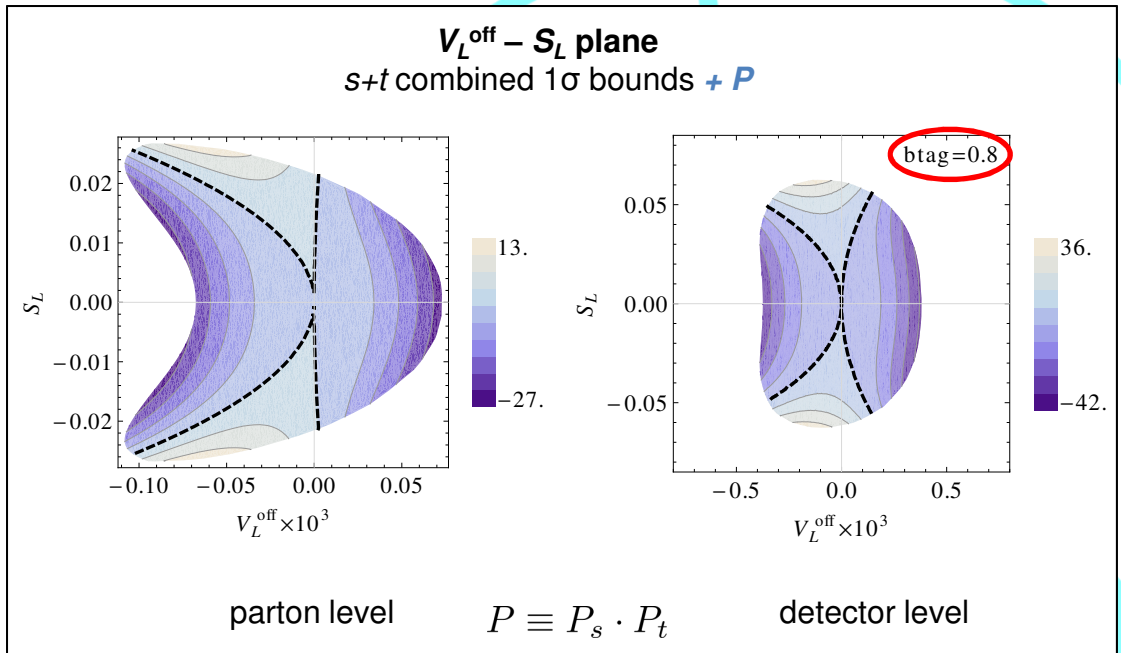 V_L^off – S_L plane
s+t combined 1σ bounds + P
btag=0.8
0.02
0.01
0.00
−0.01
−0.02
S_L
−0.10
−0.05
0.00
0.05
V_L^off×10^3
13.
−27.
0.05
0.00
−0.05
S_L
−0.5
0.0
0.5
V_L^off×10^3
36.
−42.
parton level
P ≡ P_s · P_t
detector level